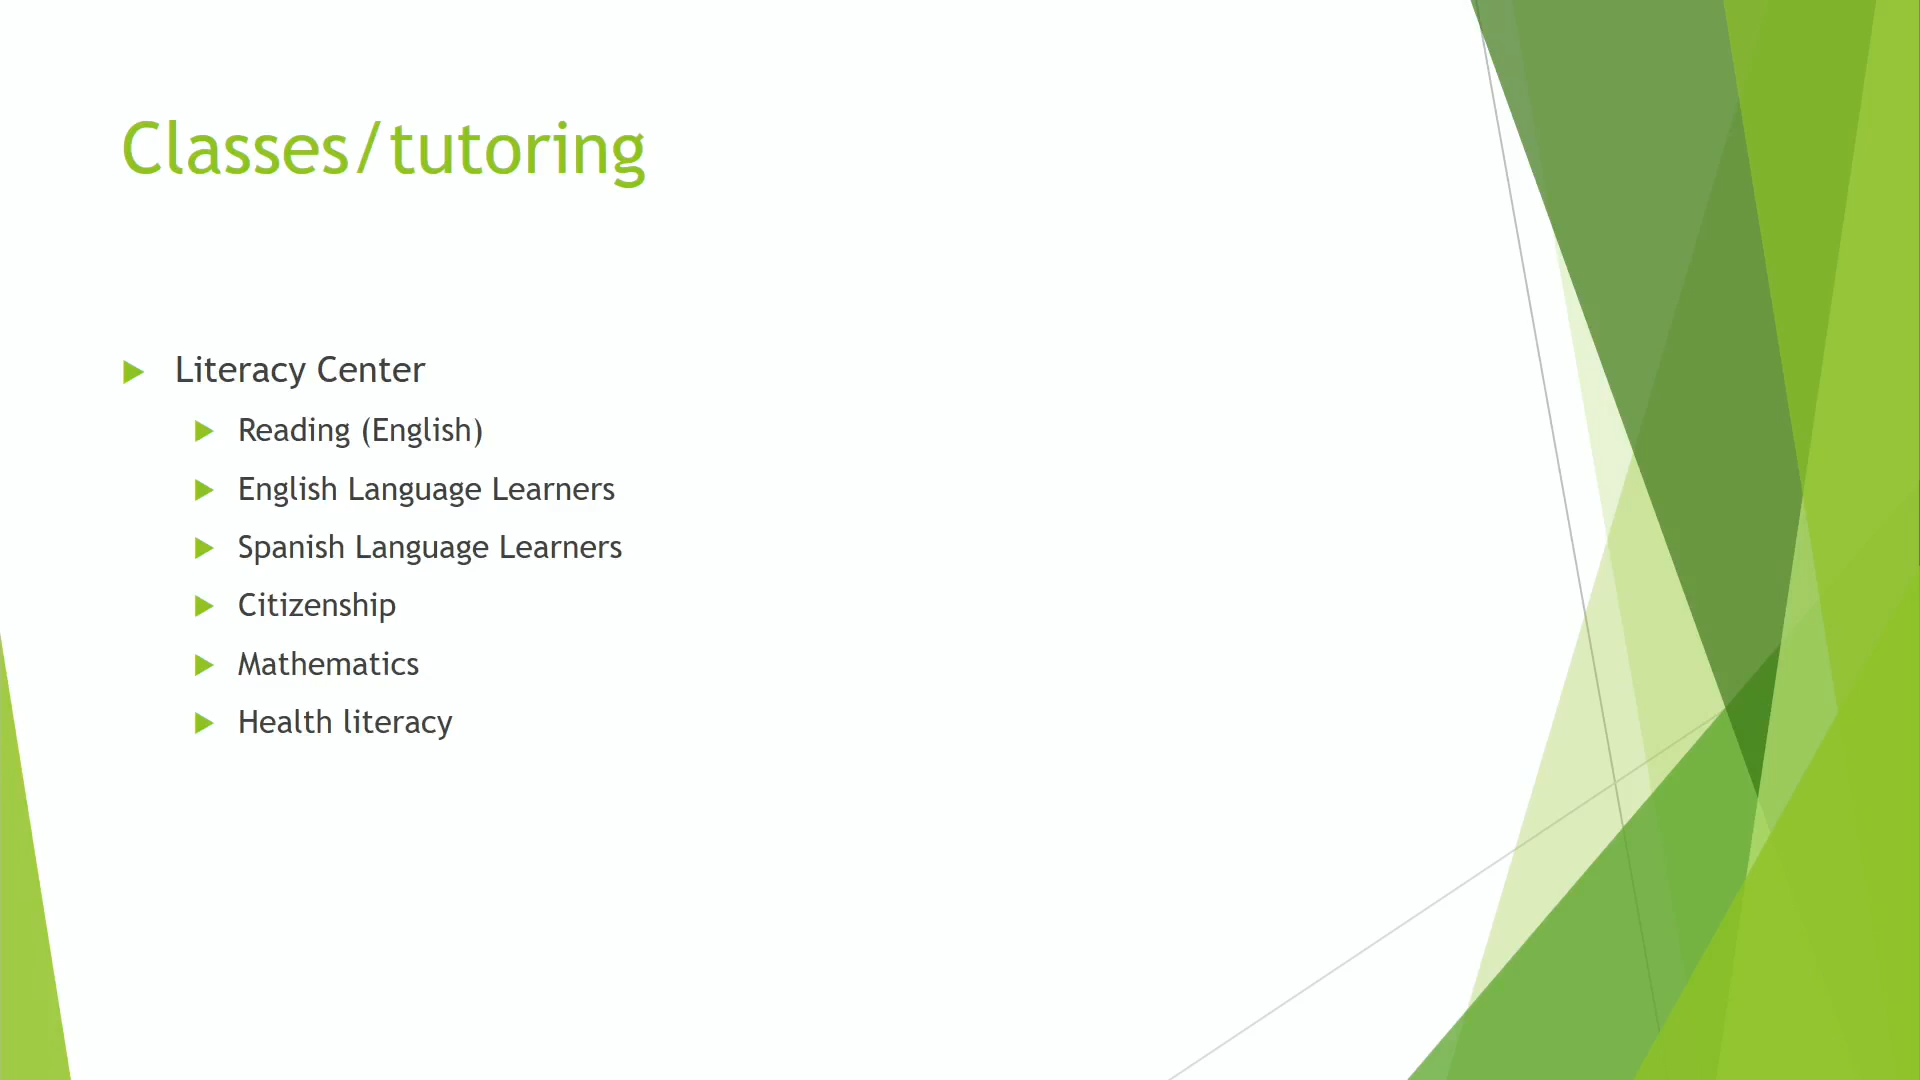 Classes/tutoring
Literacy Center
Reading (English)
English Language Learners
Spanish Language Learners
Citizenship
Mathematics
Health literacy